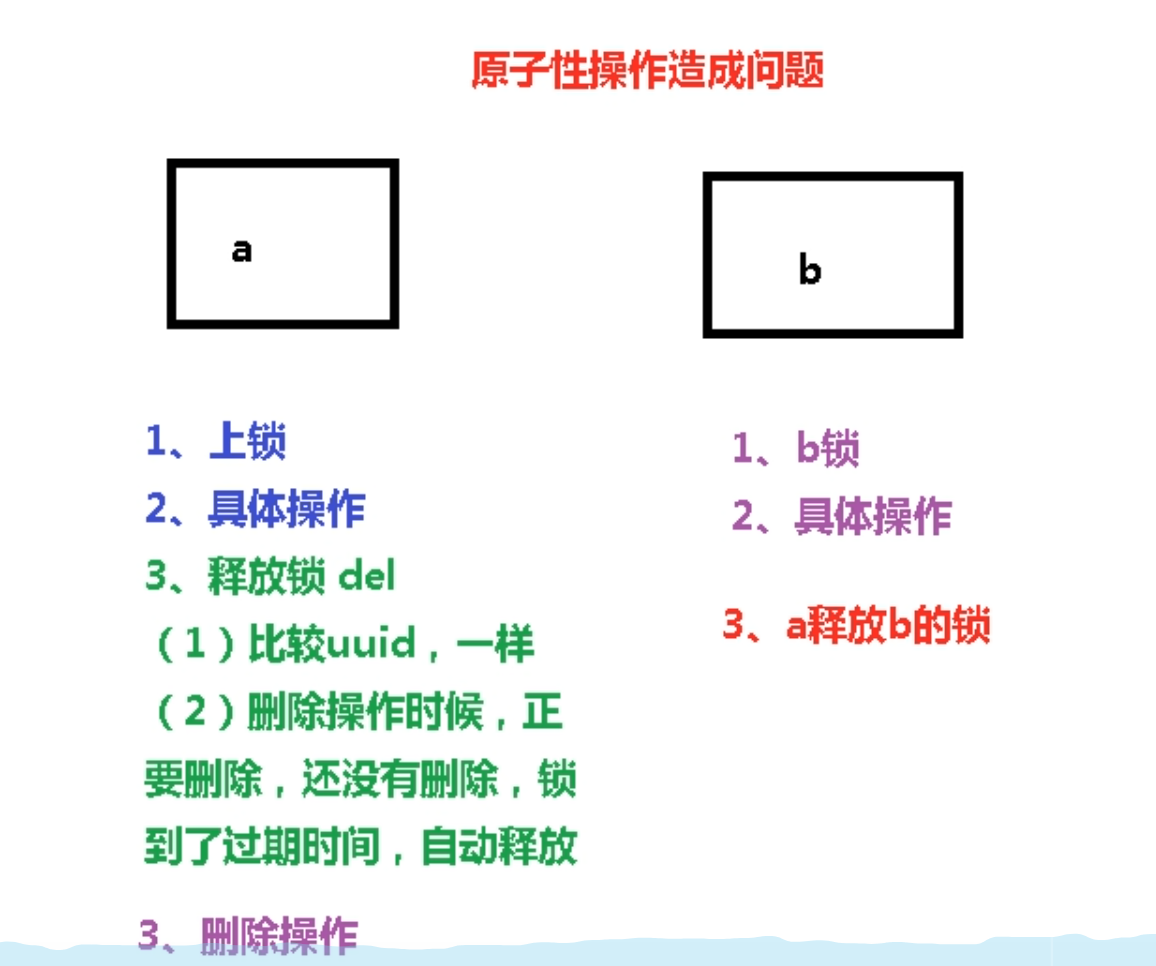 原子性操作造成问题
a
b
1、上锁
2、具体操作
3、释放锁 del
（1）比较uuid，一样
（2）删除操作时候，正
要删除，还没有删除，锁
到了过期时间，自动释放
3、删除操作
1、b锁
2、具体操作
3、a释放b的锁